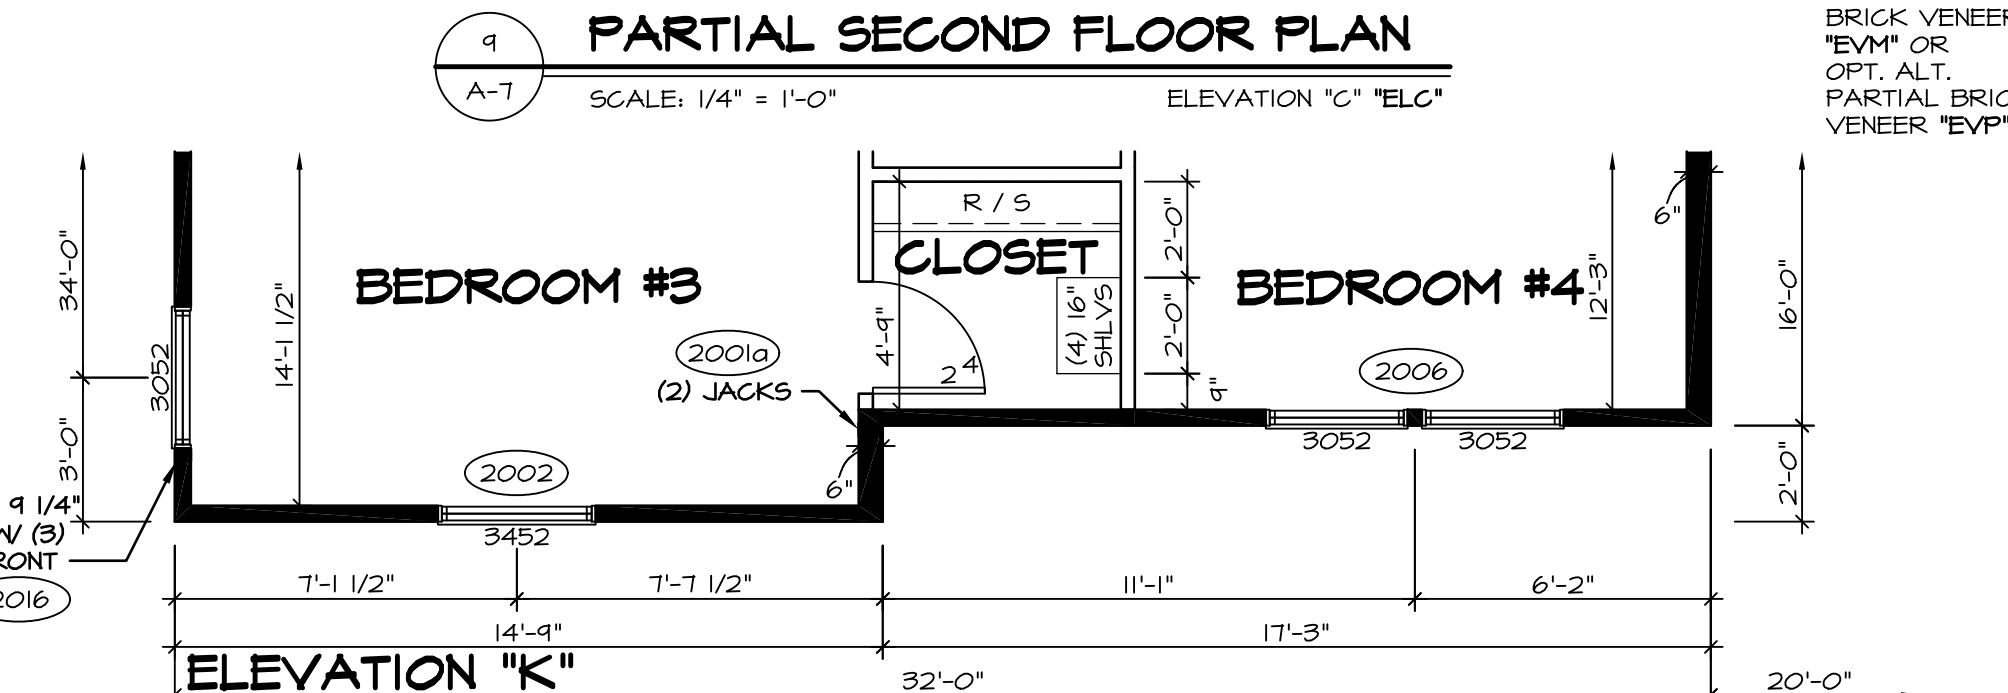 9
A-7
PARTIAL SECOND FLOOR PLAN
SCALE: 1/4" = 1'-0"
ELEVATION "C" "ELC"
BRICK VENEER
"EVM" OR
OPT. ALT.
PARTIAL BRIC
VENEER "EVP"
34'-0"
3'-0"
3052
14'-1 1/2"
BEDROOM #3
2001a
(2) JACKS
2002
3452
6"
R / S
CLOSET
4'-9"
2 4
(4) 16"
SHLVS
2'-0"
2'-0"
9"
BEDROOM #4
2006
3052
3052
12'-3"
6"
16'-0"
2'-0"
9 1/4"
W/ (3)
RONT
2016
7'-1 1/2"
7'-7 1/2"
11'-1"
6'-2"
14'-9"
17'-3"
ELEVATION "K"
32'-0"
20'-0"